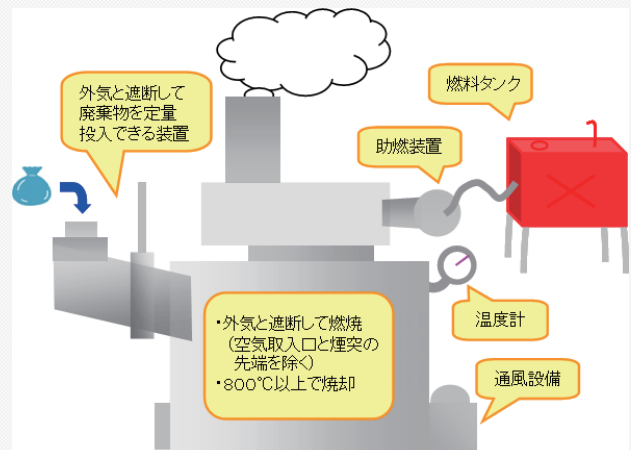 外気と遮断して
廃棄物を定量
投入できる装置
燃料タンク
助燃装置
・外気と遮断して燃焼
（空気取入口と煙突の
先端を除く）
・800℃以上で焼却
温度計
通風設備